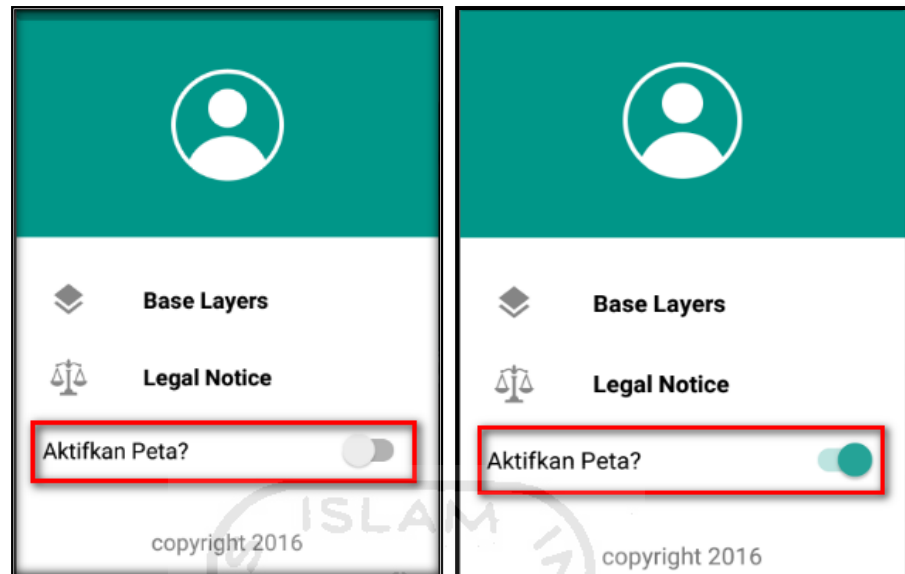 Base Layers
Legal Notice
Aktifkan Peta?
copyright 2016
Base Layers
Legal Notice
Aktifkan Peta?
copyright 2016
ISLAM